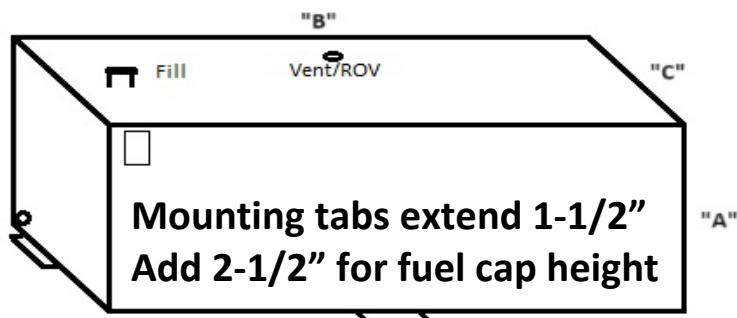 "B"
Fill
Vent/ROV
"C"
Mounting tabs extend 1-1/2”
"A"
Add 2-1/2” for fuel cap height